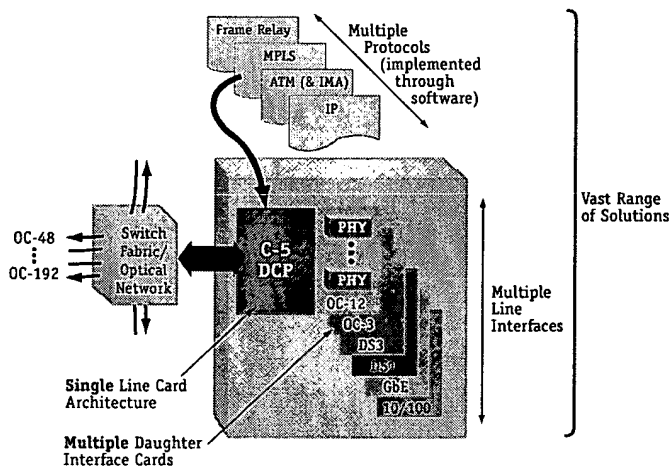 Frame Relay
MPLS
ATM (& IMA)
IP
Multiple
Protocols
(implemented
through
software)
Vast Range
of Solutions
OC-48
OC-192
Switch
Fabric/
Optical
Network
C-5
DCP
PHY
PHY
OC-12
OC-3
DS3
DS1
GbE
10/100
Multiple
Line
Interfaces
Single Line Card
Architecture
Multiple Daughter
Interface Cards